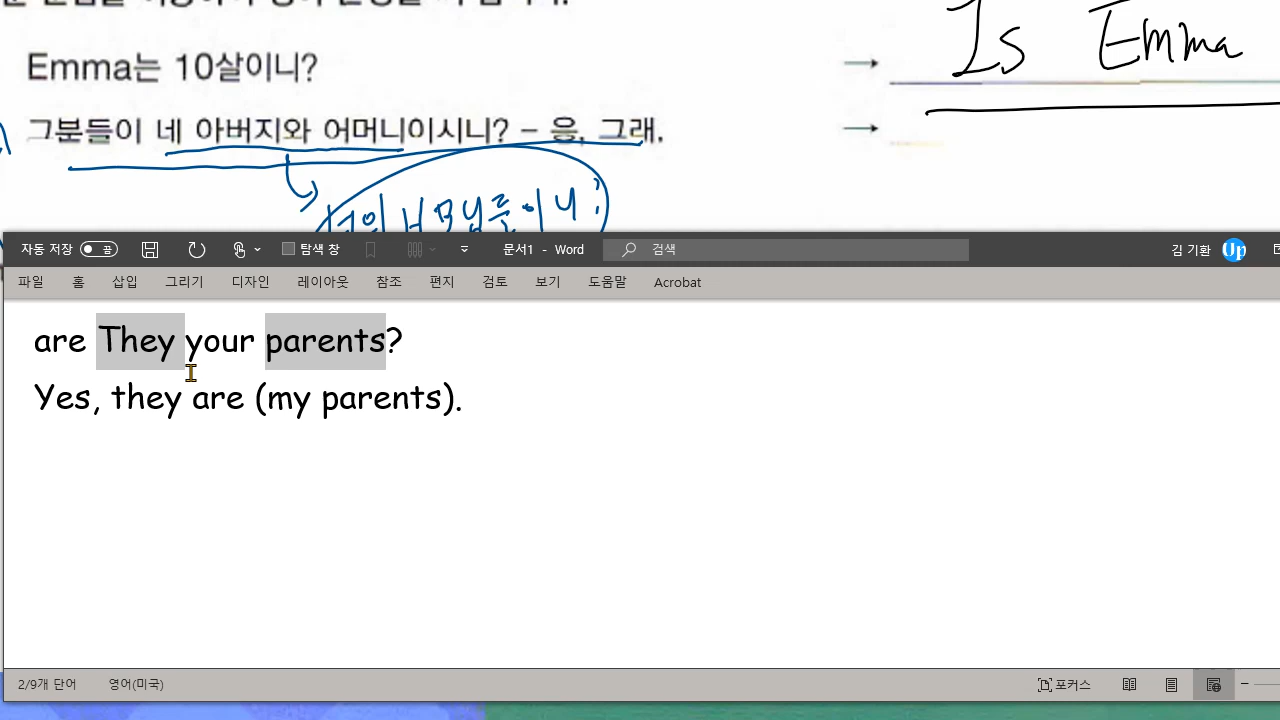 Is Emma
Emma는 10살이니? →
그분들이 네 아버지와 어머니이시니? – 응, 그래. →
자동 저장 끔 탐색 창 문서1 - Word 검색 김 기환 Up
파일 홈 삽입 그리기 디자인 레이아웃 참조 편지 검토 보기 도움말 Acrobat
are They your parents?
Yes, they are (my parents).
2/9개 단어 영어(미국) 포커스